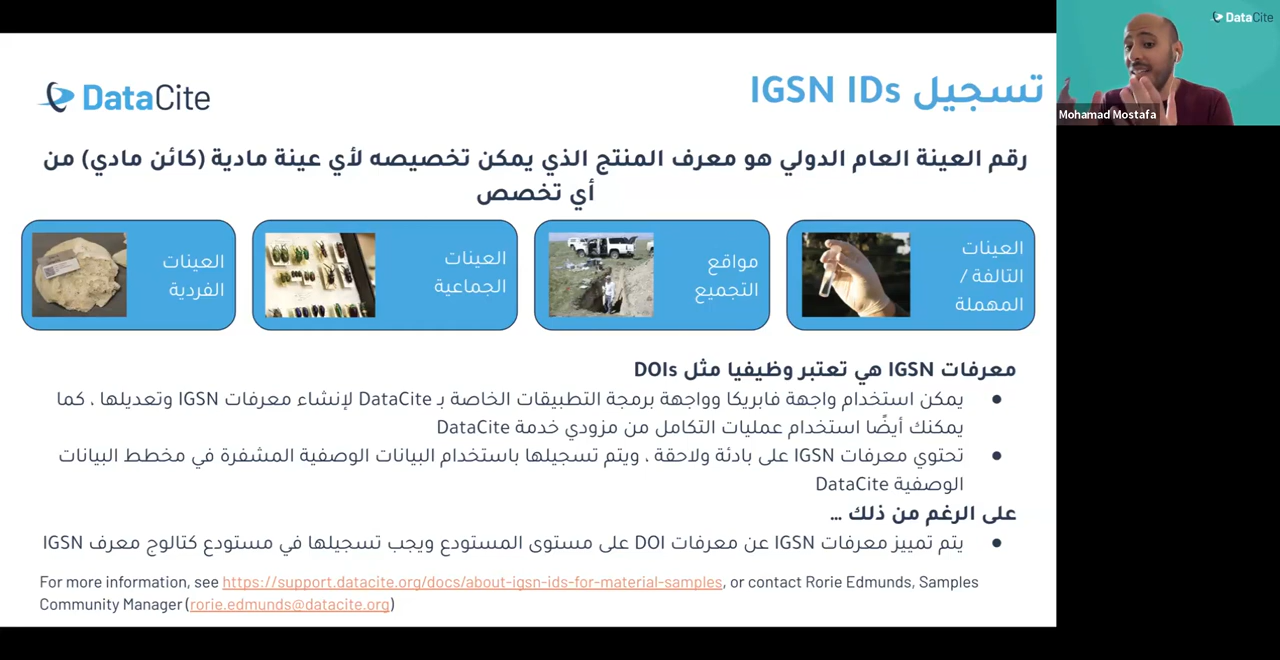 DataCite
تسجيل IGSN IDs
DataCite
Mohamad Mostafa
رقم العينة العام الدولي هو معرف المنتج الذي يمكن تخصيصه لأي عينة مادية (كائن مادي) من
أي تخصص
العينات
التالفة /
المهملة
مواقع
التجميع
العينات
الجماعية
العينات
الفردية
معرفات IGSN هي تعتبر وظيفيا مثل DOIs
● يمكن استخدام واجهة فابريكا وواجهة برمجة التطبيقات الخاصة بـ DataCite لإنشاء معرفات IGSN وتعديلها ، كما
يمكنك أيضًا استخدام عمليات التكامل من مزودي خدمة DataCite
● تحتوي معرفات IGSN على بادئة ولاحقة ، ويتم تسجيلها باستخدام البيانات الوصفية المشفرة في مخطط البيانات
الوصفية DataCite
على الرغم من ذلك ...
● يتم تمييز معرفات IGSN عن معرفات DOI على مستوى المستودع ويجب تسجيلها في مستودع كتالوج معرف IGSN
For more information, see https://support.datacite.org/docs/about-igsn-ids-for-material-samples, or contact Rorie Edmunds, Samples
Community Manager (rorie.edmunds@datacite.org)